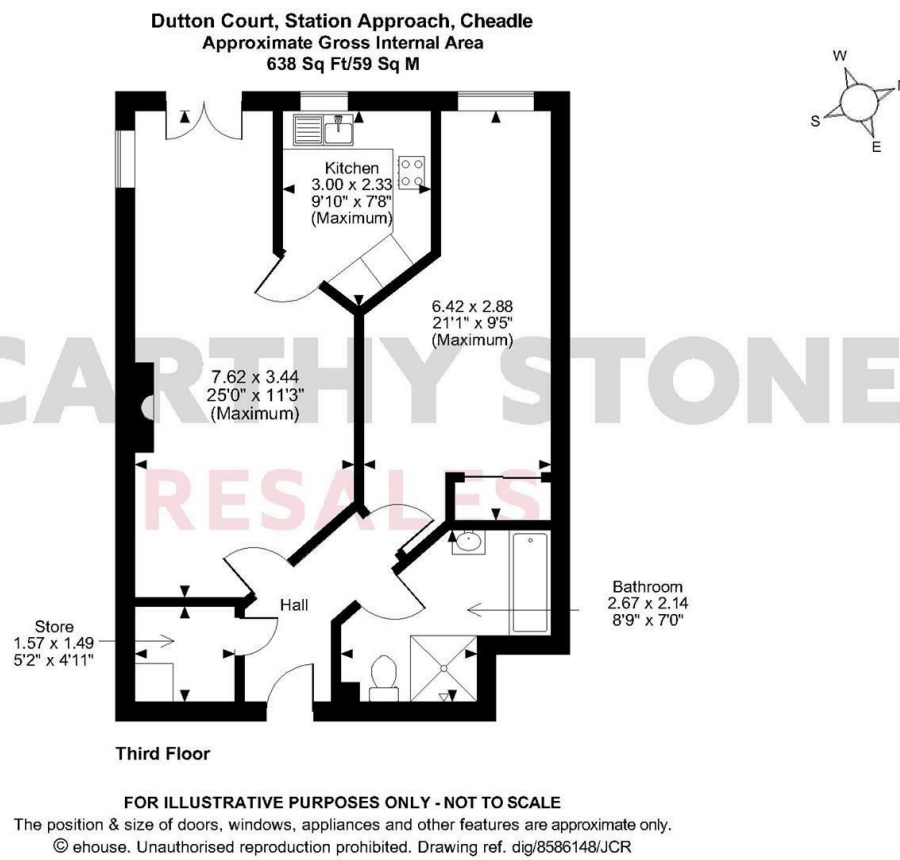 Dutton Court, Station Approach, Cheadle
Approximate Gross Internal Area
638 Sq Ft/59 Sq M
W
N
S
E
Kitchen
3.00 x 2.33
9'10" x 7'8"
(Maximum)
6.42 x 2.88
21'1" x 9'5"
(Maximum)
7.62 x 3.44
25'0" x 11'3"
(Maximum)
CARTHY STONE
RESALES
Hall
Bathroom
2.67 x 2.14
8'9" x 7'0"
Store
1.57 x 1.49
5'2" x 4'11"
Third Floor
FOR ILLUSTRATIVE PURPOSES ONLY - NOT TO SCALE
The position & size of doors, windows, appliances and other features are approximate only.
© ehouse. Unauthorised reproduction prohibited. Drawing ref. dig/8586148/JCR